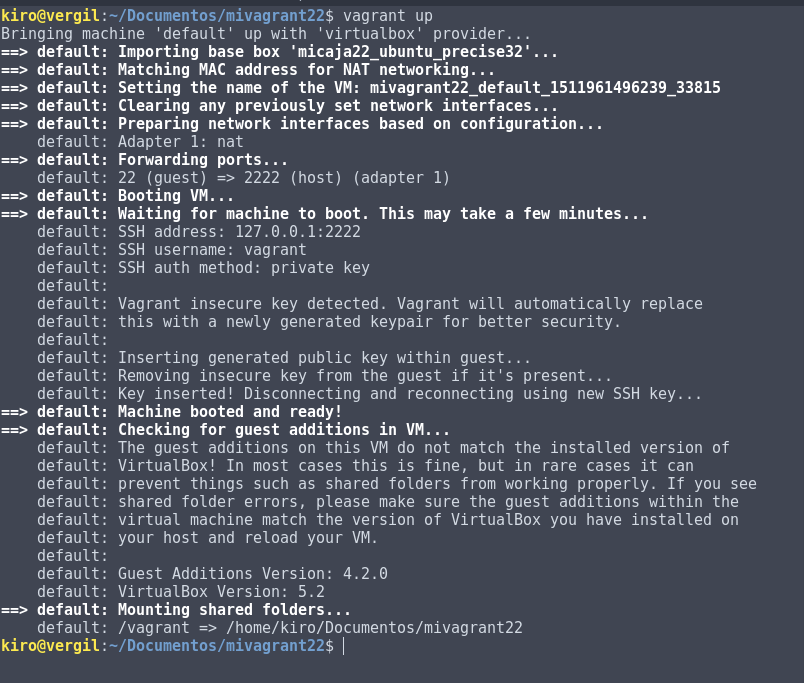 kiro@vergil:~/Documentos/mivagrant22$ vagrant up
Bringing machine 'default' up with 'virtualbox' provider...
==> default: Importing base box 'micaja22_ubuntu_precise32'...
==> default: Matching MAC address for NAT networking...
==> default: Setting the name of the VM: mivagrant22_default_1511961496239_33815
==> default: Clearing any previously set network interfaces...
==> default: Preparing network interfaces based on configuration...
    default: Adapter 1: nat
==> default: Forwarding ports...
    default: 22 (guest) => 2222 (host) (adapter 1)
==> default: Booting VM...
==> default: Waiting for machine to boot. This may take a few minutes...
    default: SSH address: 127.0.0.1:2222
    default: SSH username: vagrant
    default: SSH auth method: private key
    default:
    default: Vagrant insecure key detected. Vagrant will automatically replace
    default: this with a newly generated keypair for better security.
    default:
    default: Inserting generated public key within guest...
    default: Removing insecure key from the guest if it's present...
    default: Key inserted! Disconnecting and reconnecting using new SSH key...
==> default: Machine booted and ready!
==> default: Checking for guest additions in VM...
    default: The guest additions on this VM do not match the installed version of
    default: VirtualBox! In most cases this is fine, but in rare cases it can
    default: prevent things such as shared folders from working properly. If you see
    default: shared folder errors, please make sure the guest additions within the
    default: virtual machine match the version of VirtualBox you have installed on
    default: your host and reload your VM.
    default:
    default: Guest Additions Version: 4.2.0
    default: VirtualBox Version: 5.2
==> default: Mounting shared folders...
    default: /vagrant => /home/kiro/Documentos/mivagrant22
kiro@vergil:~/Documentos/mivagrant22$